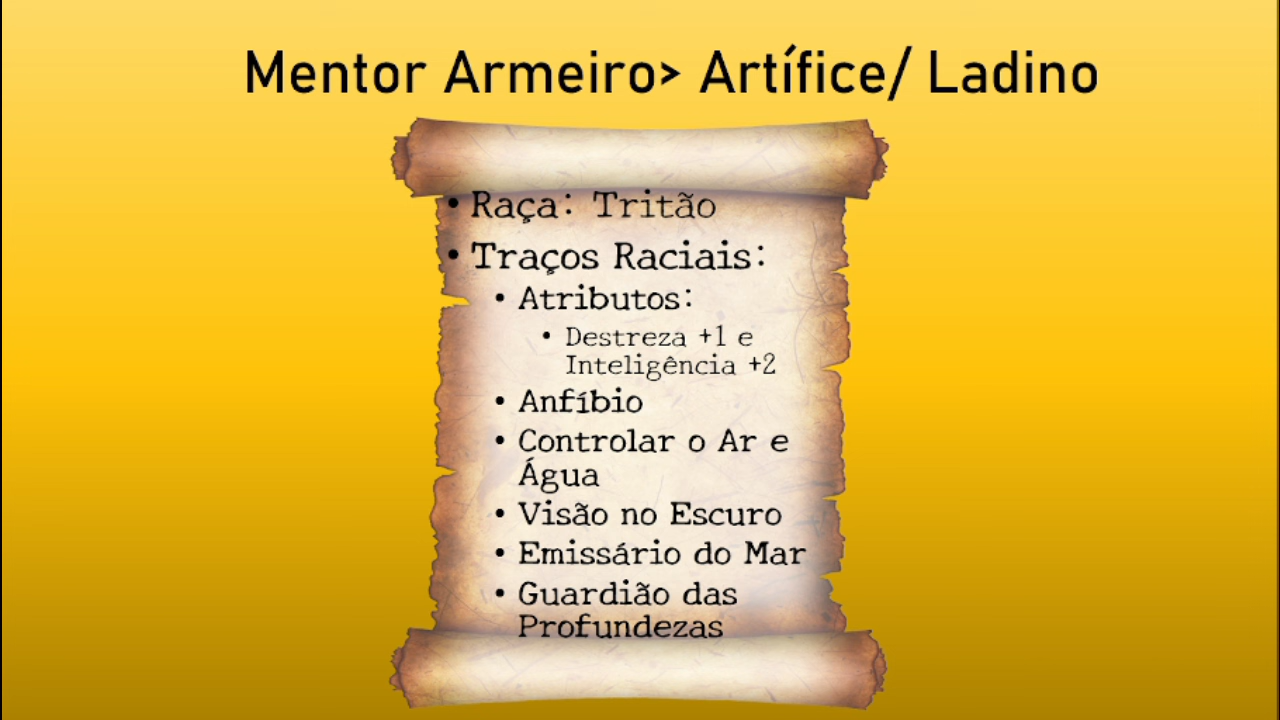 Mentor Armeiro> Artífice/ Ladino
• Raça: Tritão
• Traços Raciais:
• Atributos:
• Destreza +1 e
Inteligência +2
• Anfíbio
• Controlar o Ar e
Água
• Visão no Escuro
• Emissário do Mar
• Guardião das
Profundezas